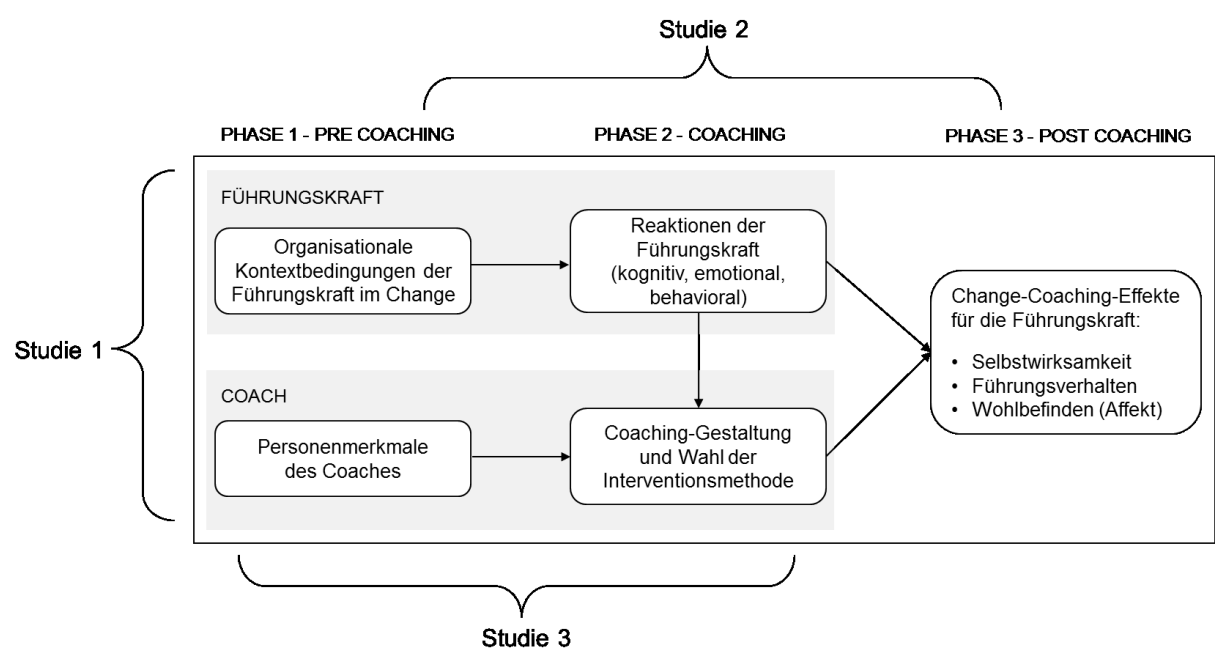 Studie 2
PHASE 1 - PRE COACHING
PHASE 2 - COACHING
PHASE 3 - POST COACHING
Studie 1
FÜHRUNGSKRAFT
Organisationale
Kontextbedingungen der
Führungskraft im Change
Reaktionen der
Führungskraft
(kognitiv, emotional,
behavioral)
COACH
Personenmerkmale
des Coaches
Coaching-Gestaltung
und Wahl der
Interventionsmethode
Change-Coaching-Effekte
für die Führungskraft:
• Selbstwirksamkeit
• Führungsverhalten
• Wohlbefinden (Affekt)
Studie 3